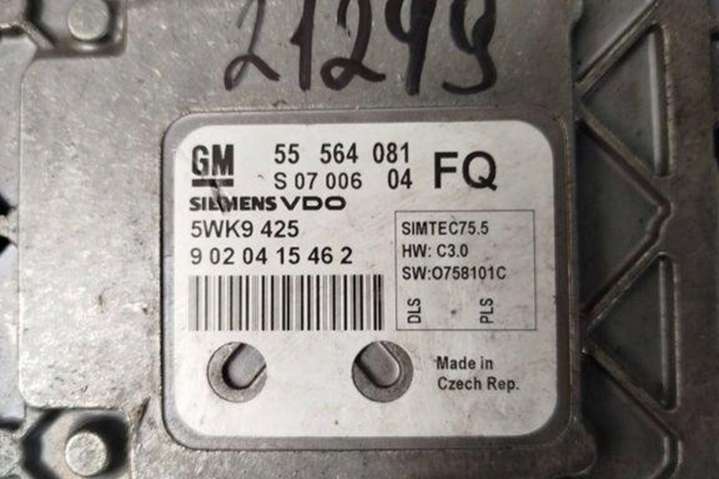 21299
GM 55 564 081 FQ
S 07 006 04
SIEMENS VDO
5WK9 425
9 02 04 15 46 2
SIMTEC75.5
HW: C3.0
SW:O758101C
DLS PLS
Made in
Czech Rep.